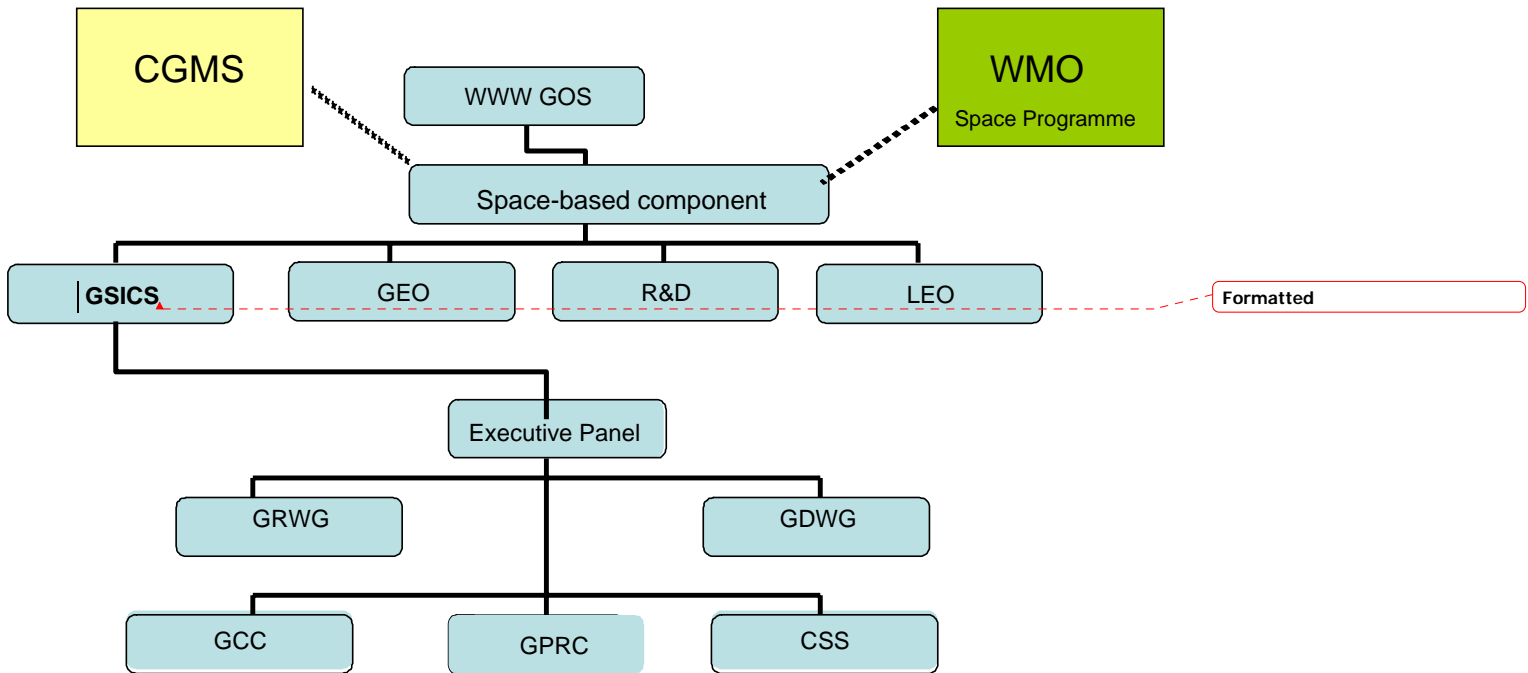 CGMS
WWW GOS
WMO
Space Programme
Space-based component
GSICS
GEO
R&D
LEO
Formatted
Executive Panel
GRWG
GDWG
GCC
GPRC
CSS